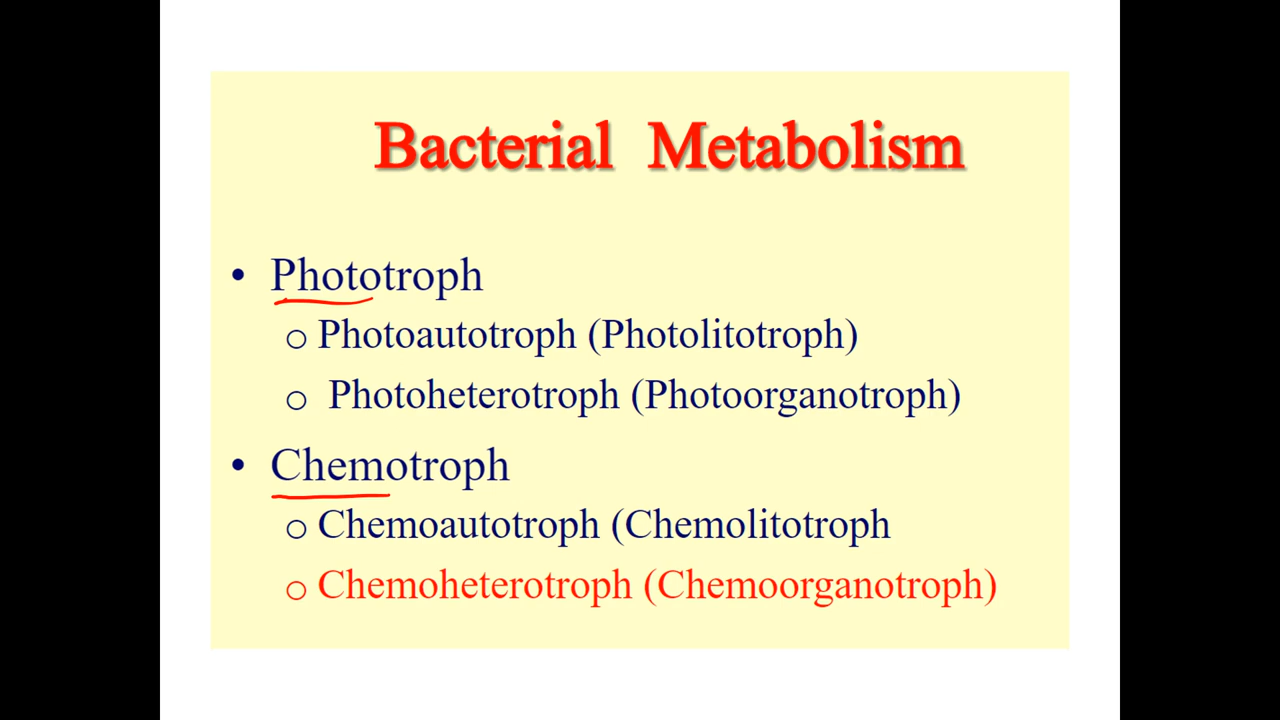 Bacterial Metabolism
• Phototroph
o Photoautotroph (Photolitotroph)
o Photoheterotroph (Photoorganotroph)
• Chemotroph
o Chemoautotroph (Chemolitotroph
o Chemoheterotroph (Chemoorganotroph)